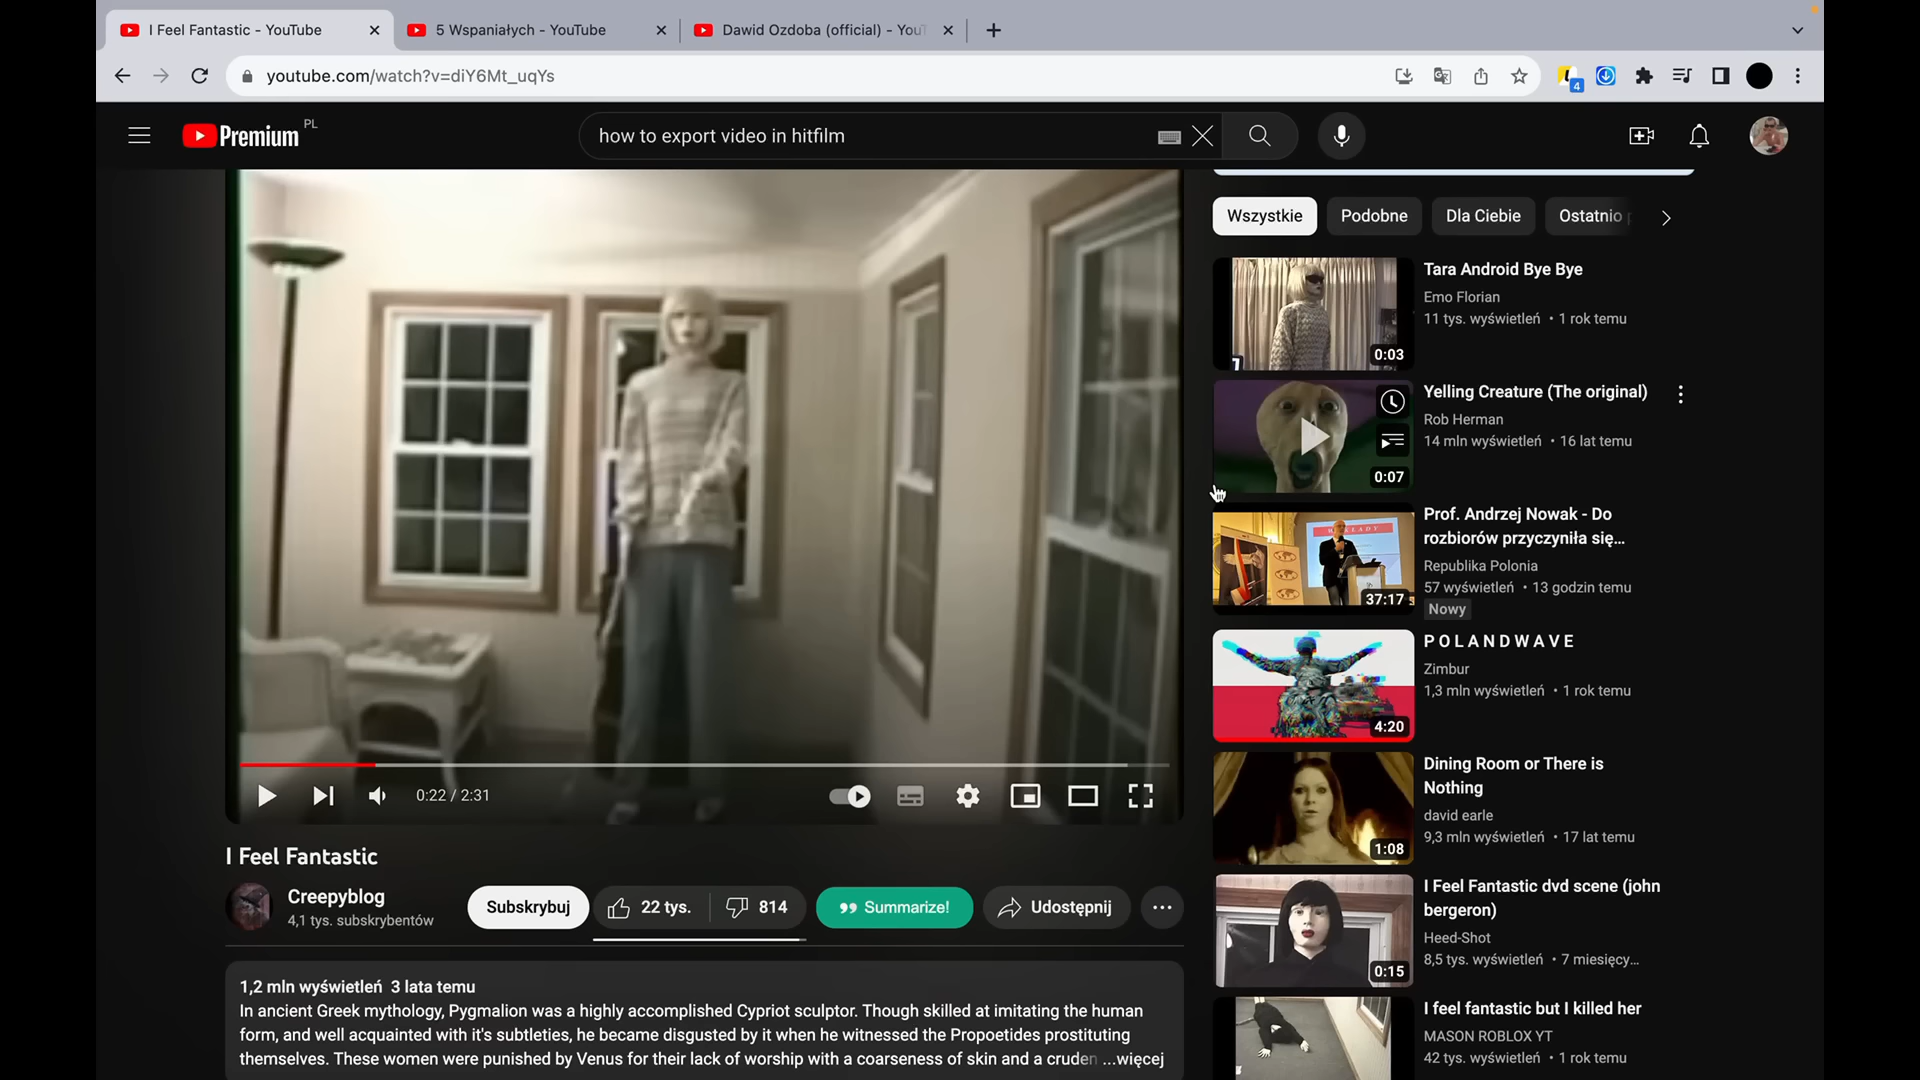 I Feel Fantastic - YouTube
5 Wspaniałych - YouTube
Dawid Ozdoba (official) - You
youtube.com/watch?v=diY6Mt_uqYs
4
Premium PL
how to export video in hitfilm
Wszystkie
Podobne
Dla Ciebie
Ostatnio
Tara Android Bye Bye
Emo Florian
11 tys. wyświetleń • 1 rok temu
0:03
Yelling Creature (The original)
Rob Herman
14 mln wyświetleń • 16 lat temu
0:07
Prof. Andrzej Nowak - Do
rozbiorów przyczyniła się...
Republika Polonia
57 wyświetleń • 13 godzin temu
Nowy
37:17
P O L A N D W A V E
Zimbur
1,3 mln wyświetleń • 1 rok temu
4:20
Dining Room or There is
Nothing
david earle
9,3 mln wyświetleń • 17 lat temu
1:08
I Feel Fantastic dvd scene (john
bergeron)
Heed-Shot
8,5 tys. wyświetleń • 7 miesięcy...
0:15
I feel fantastic but I killed her
MASON ROBLOX YT
42 tys. wyświetleń • 1 rok temu
0:22 / 2:31
I Feel Fantastic
Creepyblog
4,1 tys. subskrybentów
Subskrybuj
22 tys.
814
Summarize!
Udostępnij
1,2 mln wyświetleń 3 lata temu
In ancient Greek mythology, Pygmalion was a highly accomplished Cypriot sculptor. Though skilled at imitating the human
form, and well acquainted with it's subtleties, he became disgusted by it when he witnessed the Propoetides prostituting
themselves. These women were punished by Venus for their lack of worship with a coarseness of skin and a cruden ...więcej